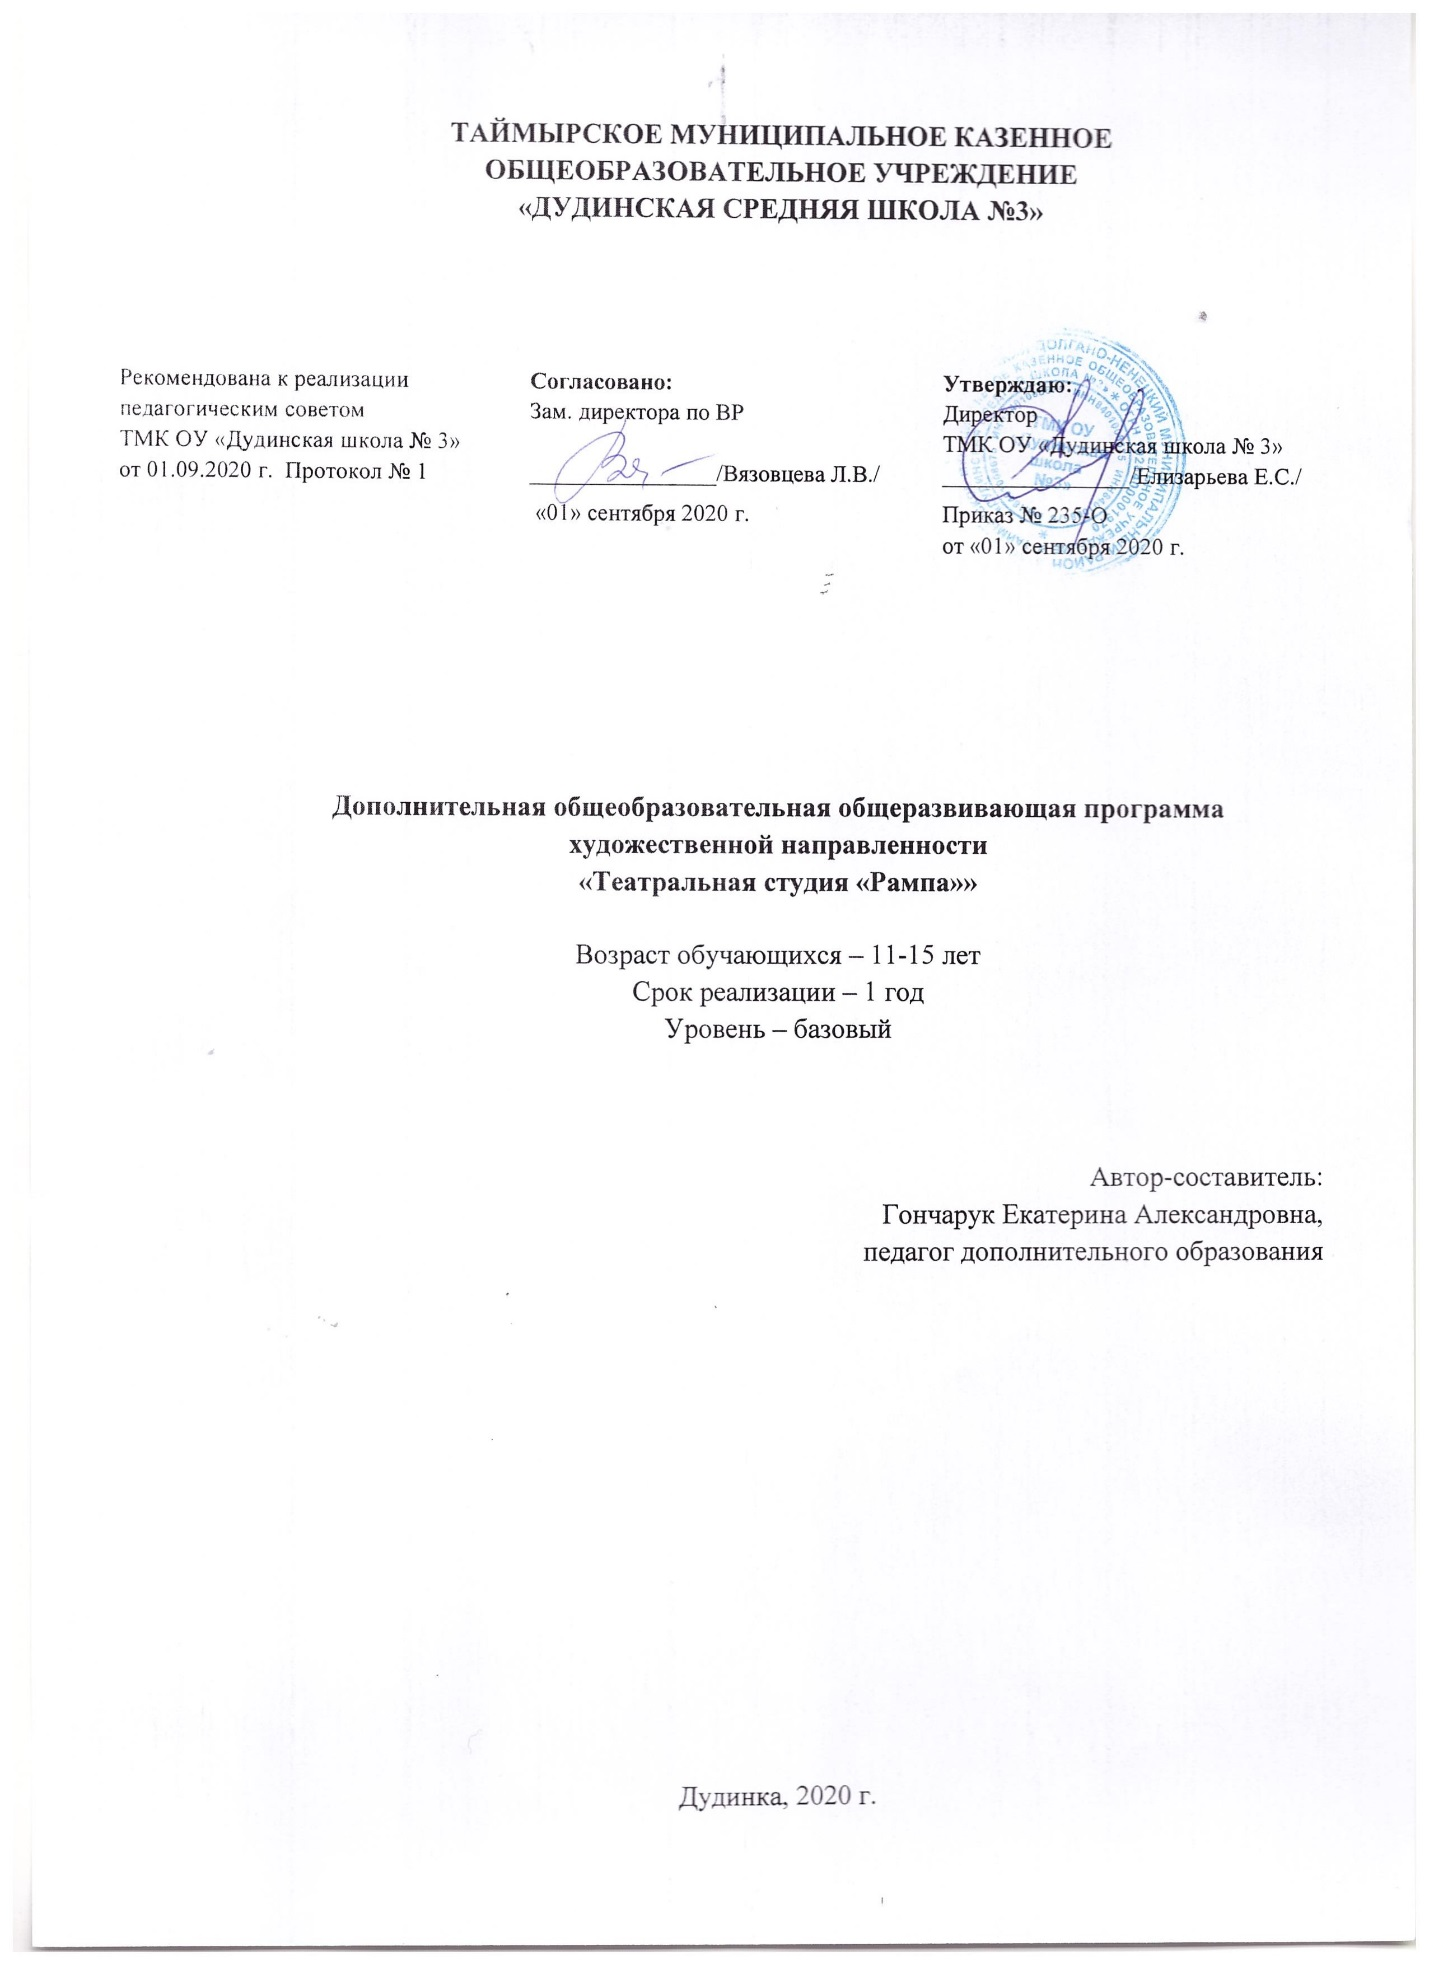 ТАЙМЫРСКОЕ МУНИЦИПАЛЬНОЕ КАЗЕННОЕ
ОБЩЕОБРАЗОВАТЕЛЬНОЕ УЧРЕЖДЕНИЕ
«ДУДИНСКАЯ СРЕДНЯЯ ШКОЛА №3»
Рекомендована к реализации
педагогическим советом
ТМК ОУ «Дудинская школа № 3»
от 01.09.2020 г. Протокол № 1
Согласовано:
Зам. директора по ВР
/Вязовцева Л.В./
«01» сентября 2020 г.
Утверждаю:
Директор
ТМК ОУ «Дудинская школа № 3»
/Елизарьева Е.С./
Приказ № 235-О
от «01» сентября 2020 г.
ТМК ОУ
школа
№3»
Дополнительная общеобразовательная общеразвивающая программа
художественной направленности
«Театральная студия «Рампа»»
Возраст обучающихся – 11-15 лет
Срок реализации – 1 год
Уровень – базовый
Автор-составитель:
Гончарук Екатерина Александровна,
педагог дополнительного образования
Дудинка, 2020 г.